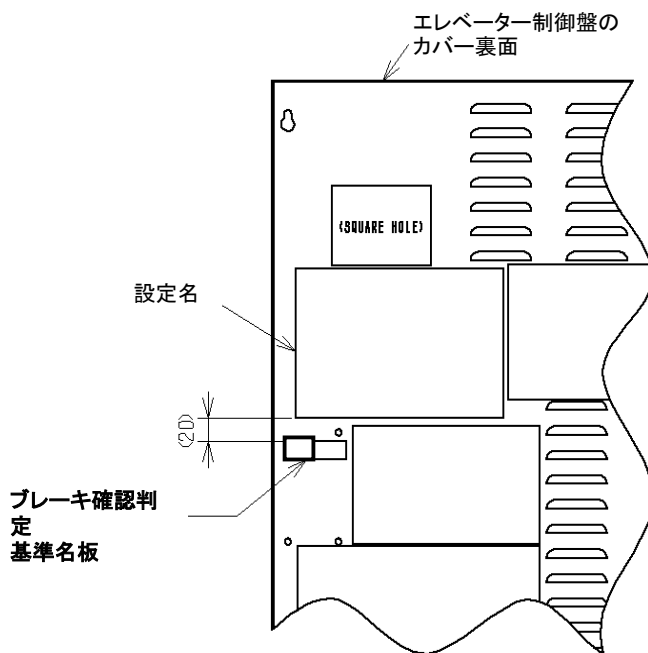 エレベーター制御盤の
カバー裏面
(SQUARE HOLE)
設定名
(20)
ブレーキ確認判
定
基準名板